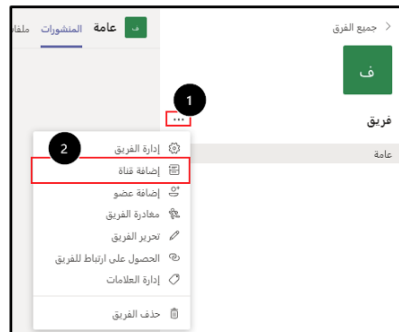 جميع الفرق
ف
فريق
عامة
ف عامة المنشورات ملفات
1
2
إدارة الفريق
إضافة قناة
إضافة عضو
مغادرة الفريق
تحرير الفريق
الحصول على ارتباط للفريق
إدارة العلامات
حذف الفريق